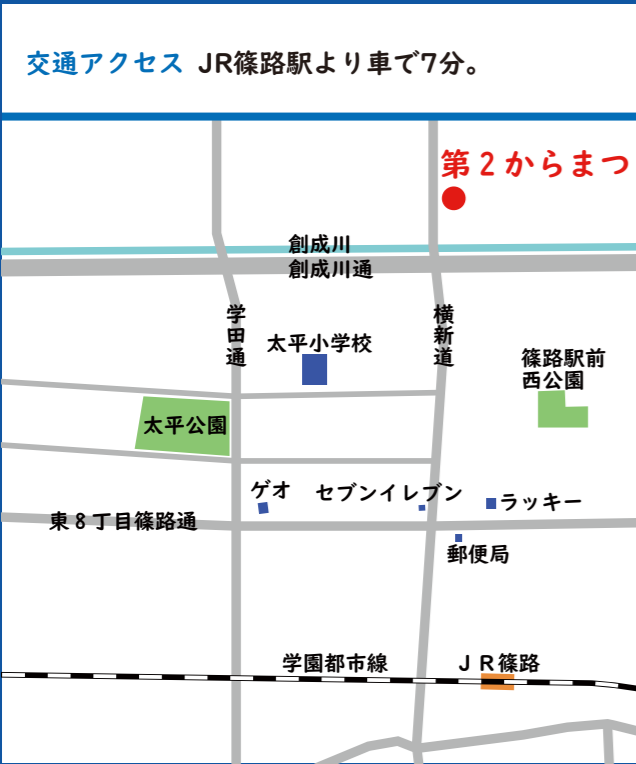 交通アクセス JR篠路駅より車で7分。
第2からまつ
創成川
創成川通
学田通
太平小学校
横新道
篠路駅前
西公園
太平公園
ゲオ
セブンイレブン
ラッキー
東8丁目篠路通
郵便局
学園都市線
JR篠路